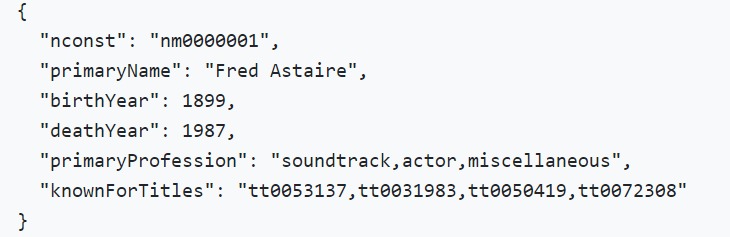 {
"nconst": "nm0000001",
"primaryName": "Fred Astaire",
"birthYear": 1899,
"deathYear": 1987,
"primaryProfession": "soundtrack,actor,miscellaneous",
"knownForTitles": "tt0053137,tt0031983,tt0050419,tt0072308"
}